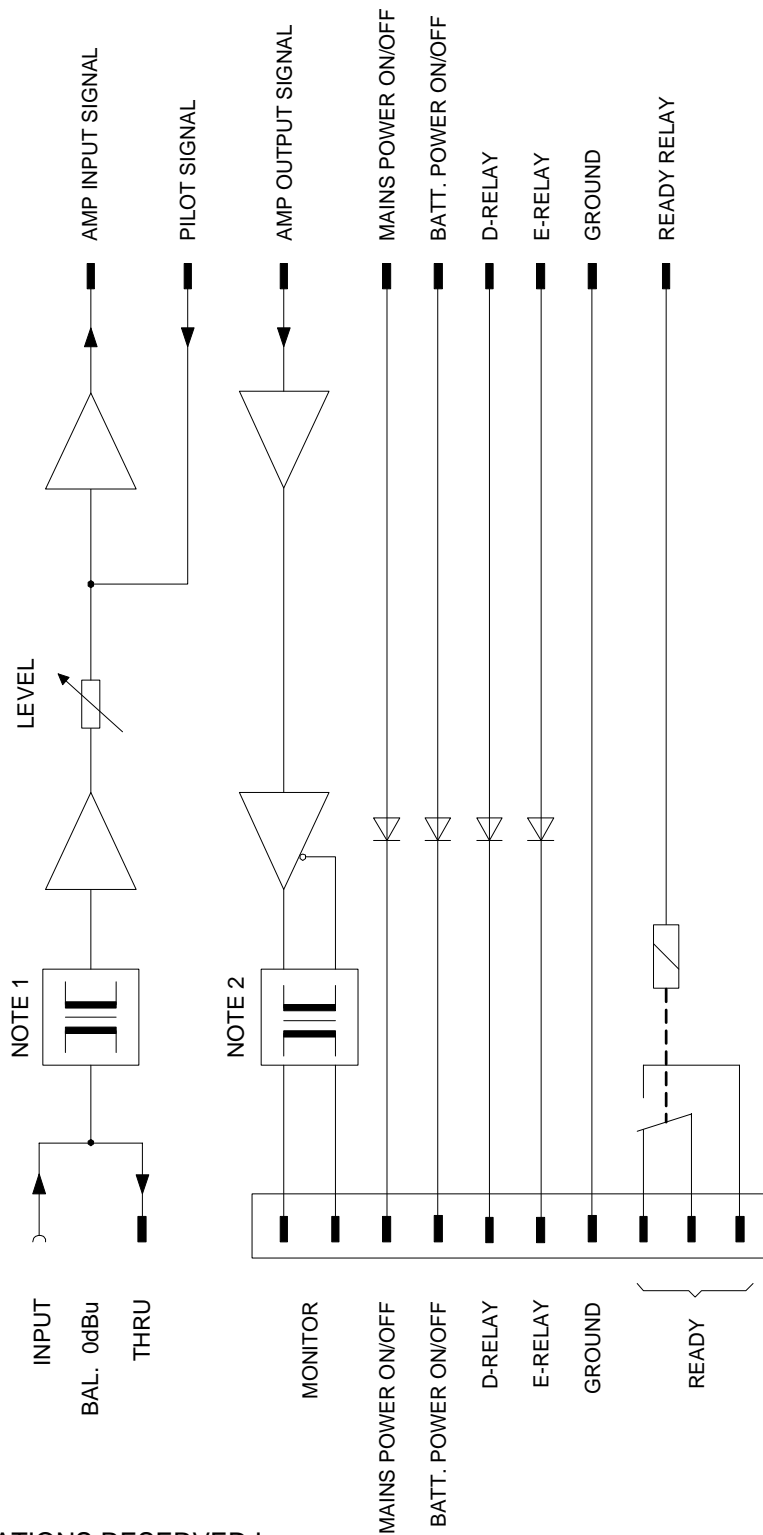 AMP INPUT SIGNAL
PILOT SIGNAL
AMP OUTPUT SIGNAL
MAINS POWER ON/OFF
BATT. POWER ON/OFF
D-RELAY
E-RELAY
GROUND
READY RELAY
LEVEL
NOTE 1
NOTE 2
INPUT
BAL. 0dBu
THRU
MONITOR
MAINS POWER ON/OFF
BATT. POWER ON/OFF
D-RELAY
E-RELAY
GROUND
READY